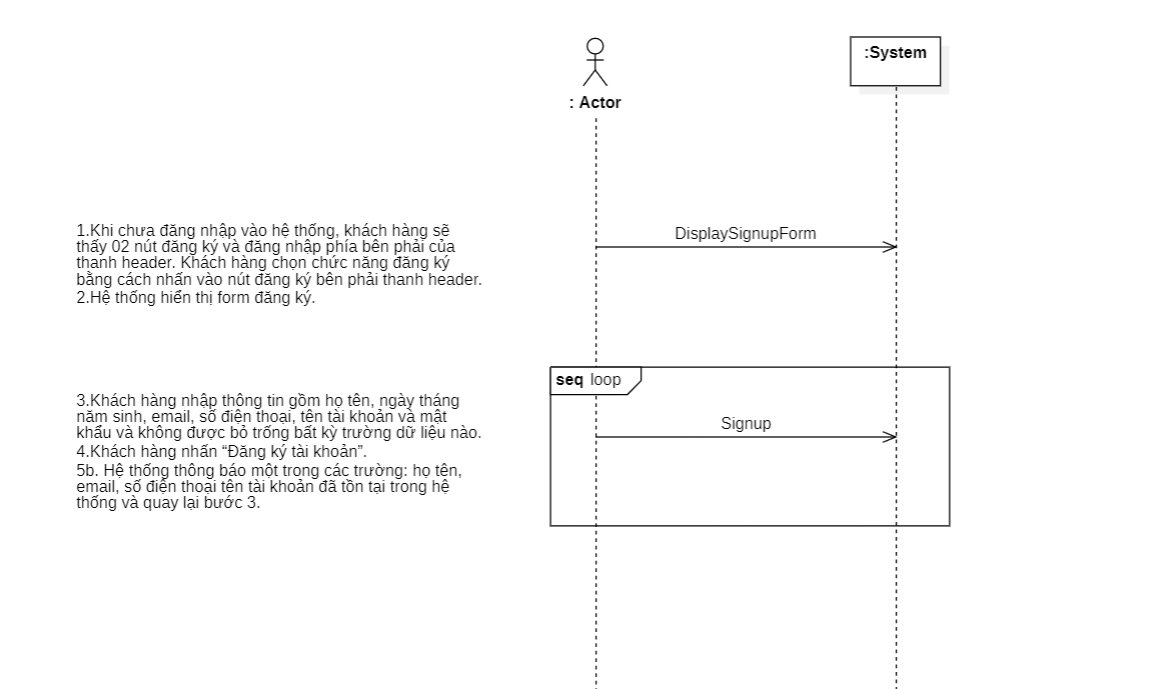 :System
: Actor
1.Khi chưa đăng nhập vào hệ thống, khách hàng sẽ
thấy 02 nút đăng ký và đăng nhập phía bên phải của
thanh header. Khách hàng chọn chức năng đăng ký
bằng cách nhấn vào nút đăng ký bên phải thanh header.
2.Hệ thống hiển thị form đăng ký.
DisplaySignupForm
seq loop
3.Khách hàng nhập thông tin gồm họ tên, ngày tháng
năm sinh, email, số điện thoại, tên tài khoản và mật
khẩu và không được bỏ trống bất kỳ trường dữ liệu nào.
4.Khách hàng nhấn “Đăng ký tài khoản”.
5b. Hệ thống thông báo một trong các trường: họ tên,
email, số điện thoại tên tài khoản đã tồn tại trong hệ
thống và quay lại bước 3.
Signup